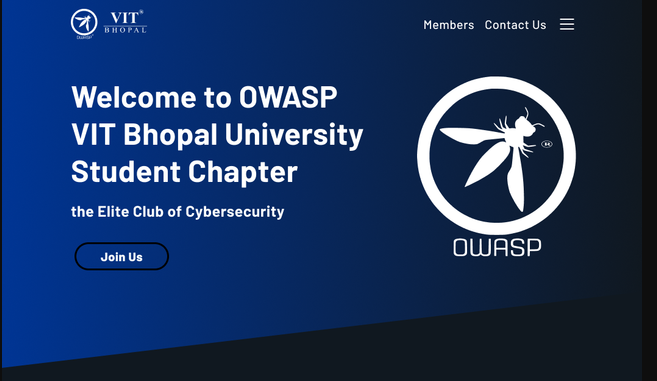 VIT®
BHOPAL
OWASP
Members Contact Us
Welcome to OWASP
VIT Bhopal University
Student Chapter
the Elite Club of Cybersecurity
Join Us
OWASP